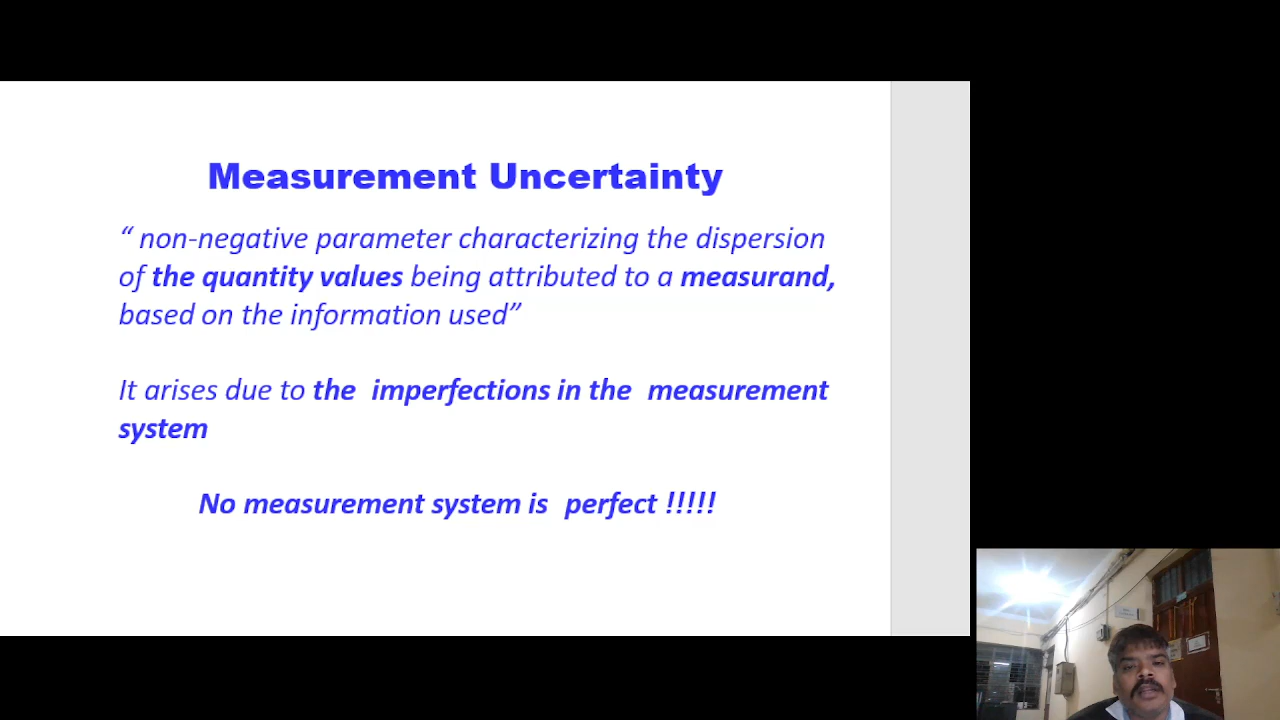 Measurement Uncertainty
“ non-negative parameter characterizing the dispersion
of the quantity values being attributed to a measurand,
based on the information used”
It arises due to the imperfections in the measurement
system
No measurement system is perfect !!!!!